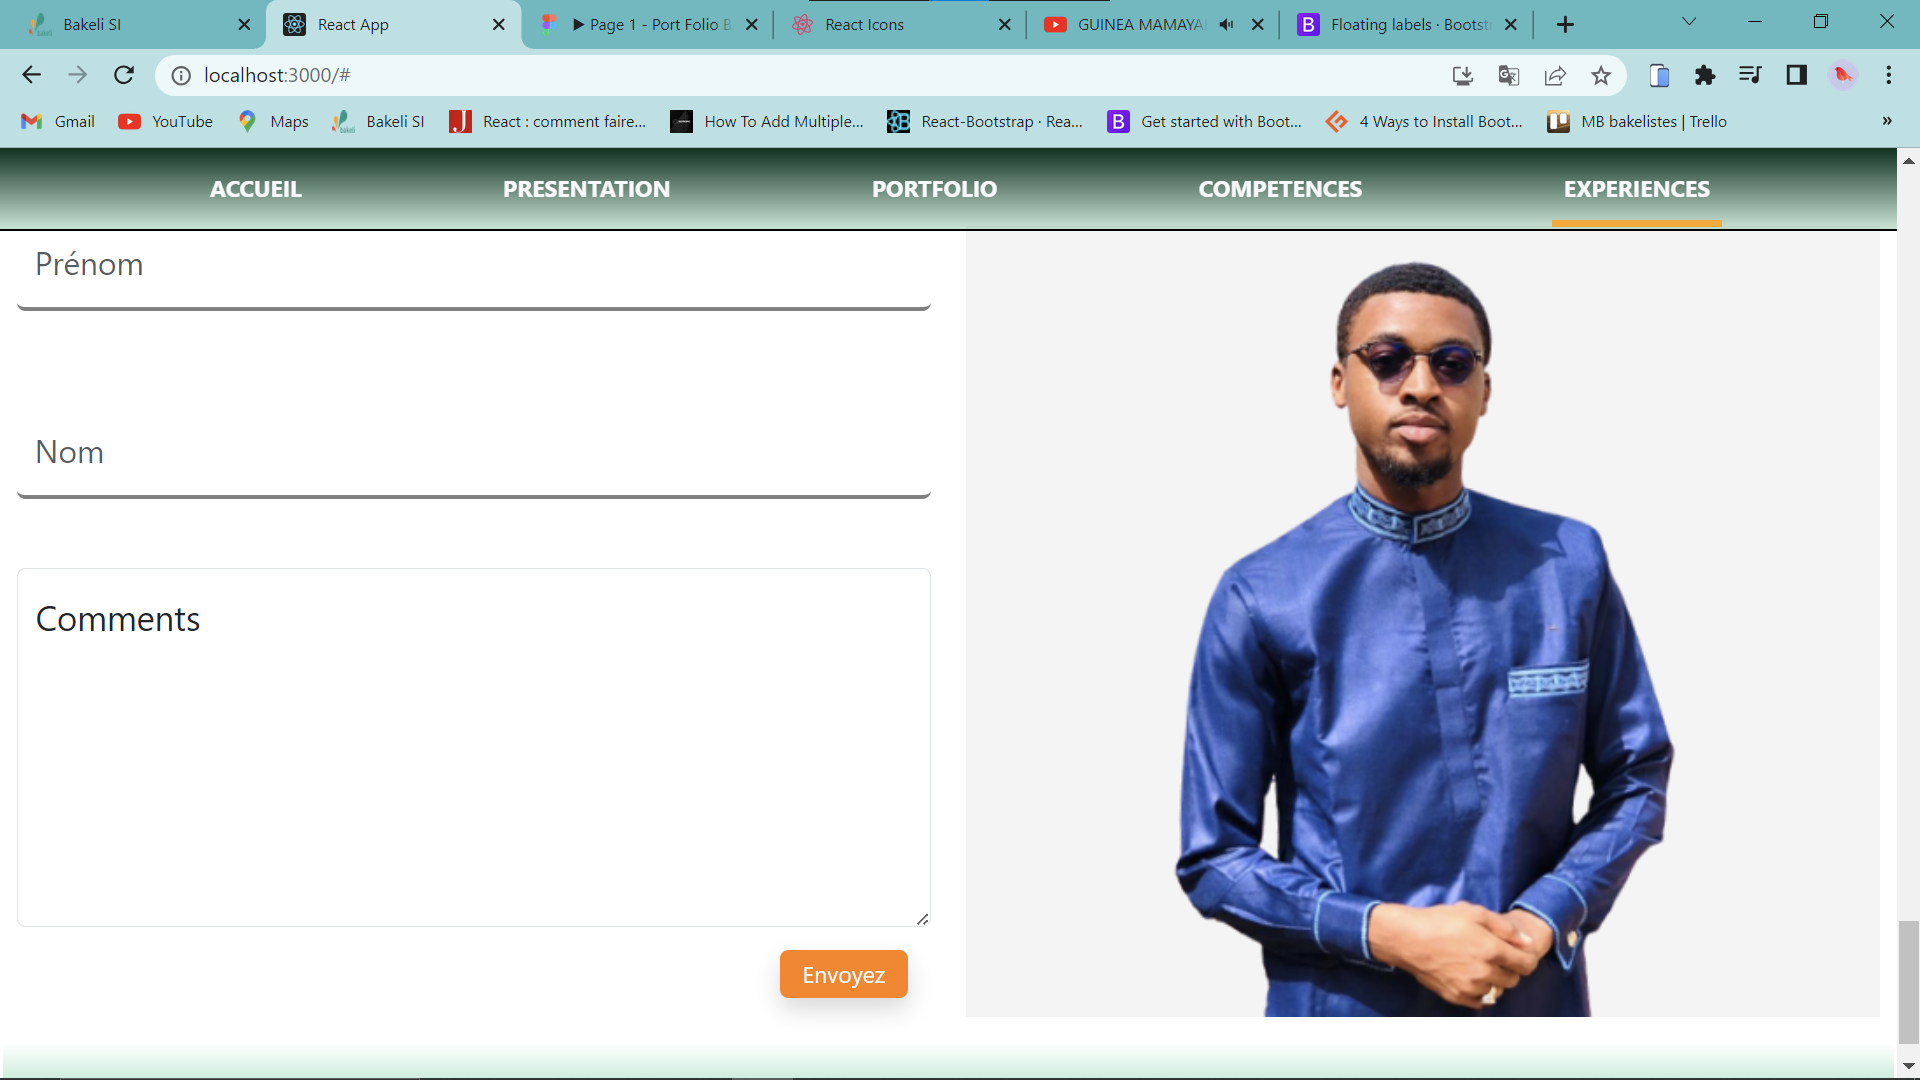 Bakeli SI
React App
▶ Page 1 - Port Folio B
React Icons
GUINEA MAMAYA
Floating labels · Bootst
localhost:3000/#
Gmail
YouTube
Maps
Bakeli SI
React : comment faire...
How To Add Multiple...
React-Bootstrap · Rea...
Get started with Boot...
4 Ways to Install Boot...
MB bakelistes | Trello
»
ACCUEIL
PRESENTATION
PORTFOLIO
COMPETENCES
EXPERIENCES
Prénom
Nom
Comments
Envoyez